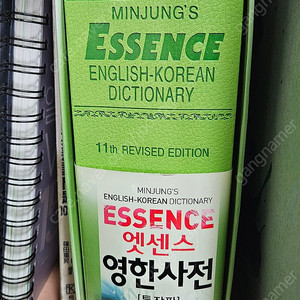 MINJUNG'S
ESSENCE
ENGLISH-KOREAN
DICTIONARY
11th REVISED EDITION
MINJUNG'S
ENGLISH-KOREAN DICTIONARY
ESSENCE
엣센스
영한사전
gangnamer